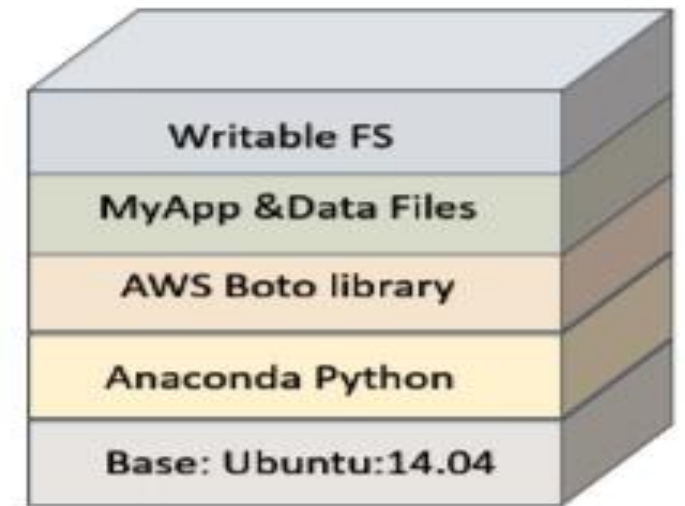 Writable FS
MyApp &Data Files
AWS Boto library
Anaconda Python
Base: Ubuntu:14.04